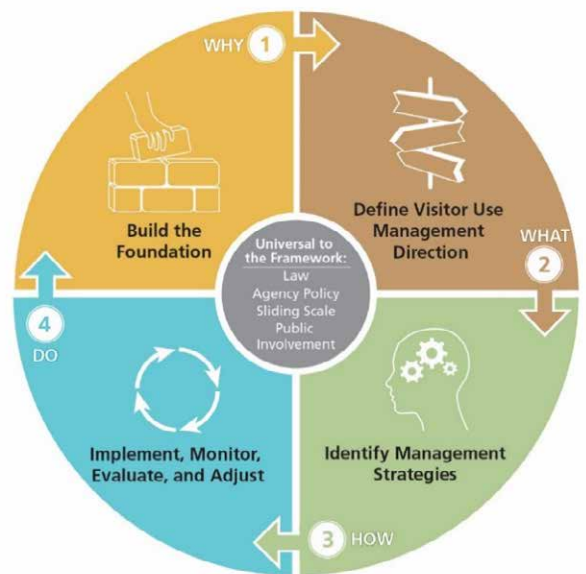 WHY 1
Build the
Foundation
Define Visitor Use
Management
Direction
WHAT
2
Universal to
the Framework:
Law
Agency Policy
Sliding Scale
Public
Involvement
4
DO
Implement, Monitor,
Evaluate, and Adjust
Identify Management
Strategies
3 HOW